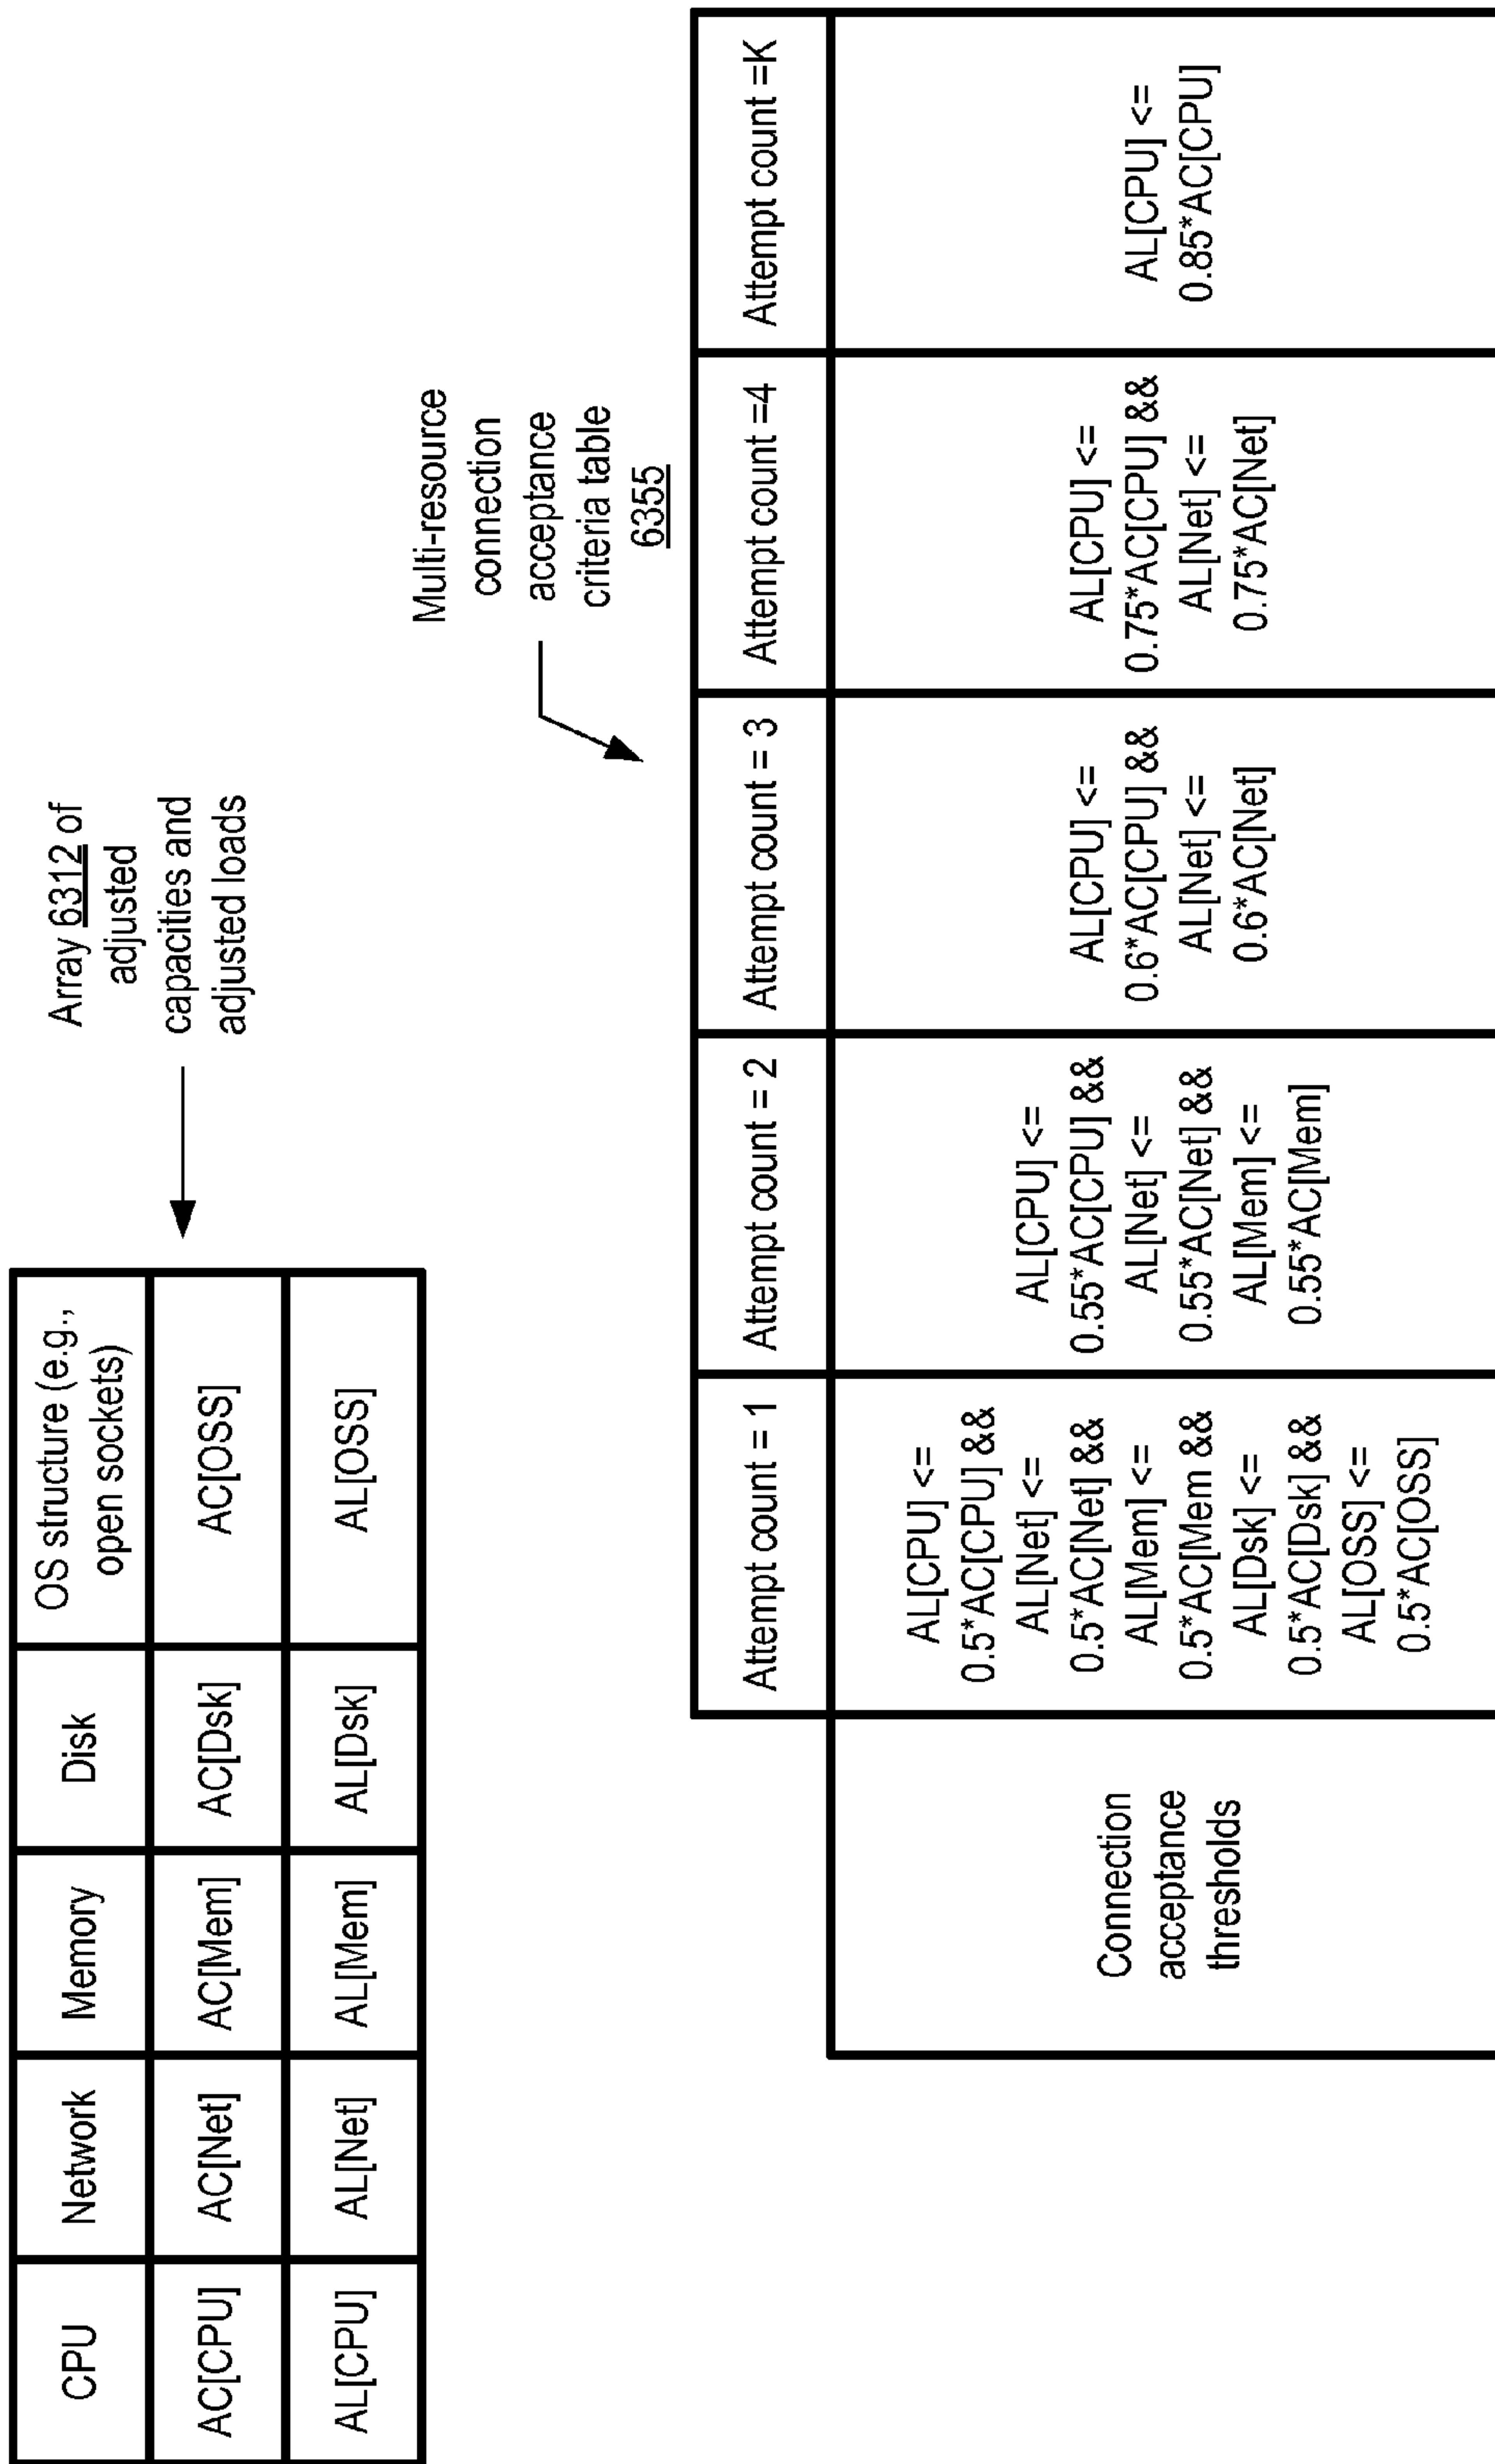 CPU
Network
Memory
Disk
OS structure (e.g.,
open sockets)
AC[CPU]
AC[Net]
AC[Mem]
AC[Dsk]
AC[OSS]
AL[CPU]
AL[Net]
AL[Mem]
AL[Dsk]
AL[OSS]
Array 6312 of
adjusted
capacities and
adjusted loads
Multi-resource
connection
acceptance
criteria table
6355
Attempt count = 1
Attempt count = 2
Attempt count = 3
Attempt count =4
Attempt count =K
Connection
acceptance
thresholds
AL[CPU] <=
0.5*AC[CPU] &&
AL[Net] <=
0.5*AC[Net] &&
AL[Mem] <=
0.5*AC[Mem &&
AL[Dsk] <=
0.5*AC[Dsk] &&
AL[OSS] <=
0.5*AC[OSS]
AL[CPU] <=
0.55*AC[CPU] &&
AL[Net] <=
0.55*AC[Net] &&
AL[Mem] <=
0.55*AC[Mem]
AL[CPU] <=
0.6*AC[CPU] &&
AL[Net] <=
0.6*AC[Net]
AL[CPU] <=
0.75*AC[CPU] &&
AL[Net] <=
0.75*AC[Net]
AL[CPU] <=
0.85*AC[CPU]